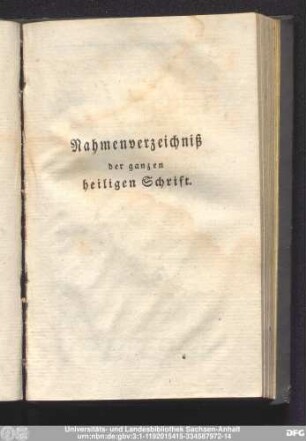 Nahmenverzeichniß
der ganzen
heiligen Schrift.
Universitäts- und Landesbibliothek Sachsen-Anhalt
urn:nbn:de:gbv:3:1-1192015415-334567972-14
DFG